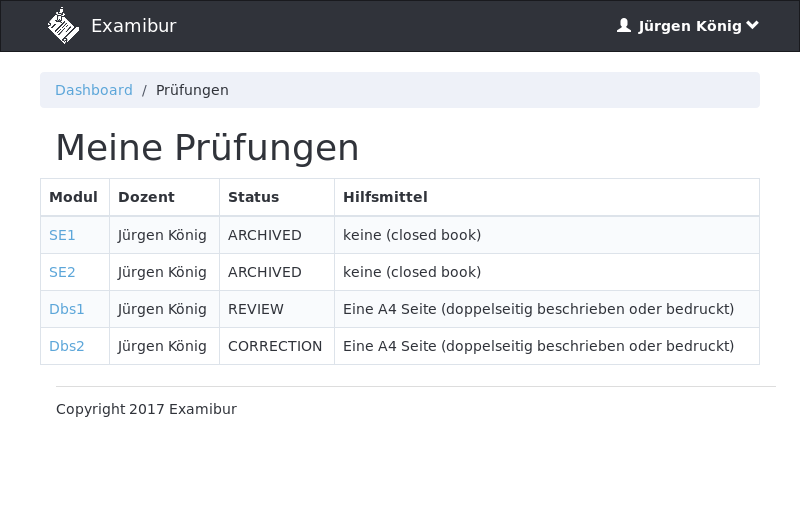 Examibur
Jürgen König
Dashboard / Prüfungen
Meine Prüfungen
Modul Dozent Status Hilfsmittel
SE1 Jürgen König ARCHIVED keine (closed book)
SE2 Jürgen König ARCHIVED keine (closed book)
Dbs1 Jürgen König REVIEW Eine A4 Seite (doppelseitig beschrieben oder bedruckt)
Dbs2 Jürgen König CORRECTION Eine A4 Seite (doppelseitig beschrieben oder bedruckt)
Copyright 2017 Examibur